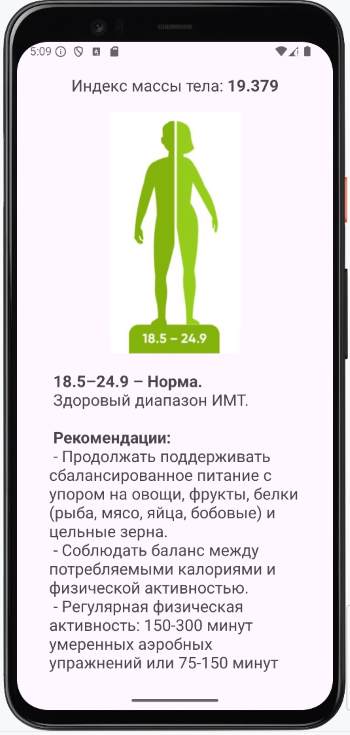 5:09
Индекс массы тела: 19.379
18.5 – 24.9
18.5–24.9 – Норма.
Здоровый диапазон ИМТ.
Рекомендации:
- Продолжать поддерживать
сбалансированное питание с
упором на овощи, фрукты, белки
(рыба, мясо, яйца, бобовые) и
цельные зерна.
- Соблюдать баланс между
потребляемыми калориями и
физической активностью.
- Регулярная физическая
активность: 150-300 минут
умеренных аэробных
упражнений или 75-150 минут